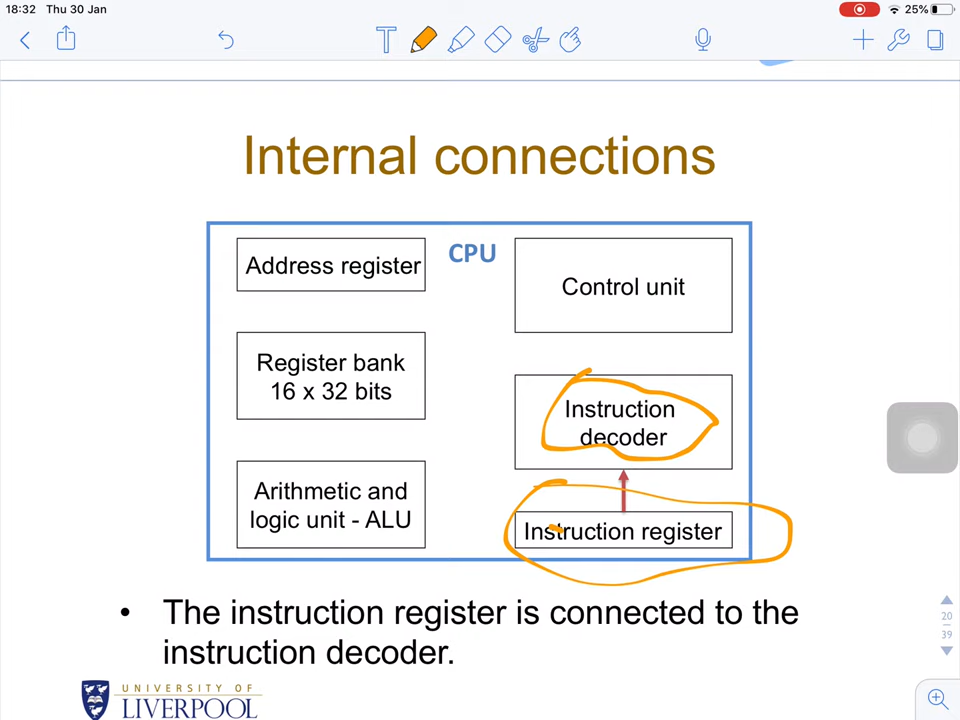 18:32 Thu 30 Jan
25%
T
Internal connections
CPU
Address register
Control unit
Register bank
16 x 32 bits
Instruction
decoder
Arithmetic and
logic unit - ALU
Instruction register
• The instruction register is connected to the
instruction decoder.
20
39
UNIVERSITY OF
LIVERPOOL